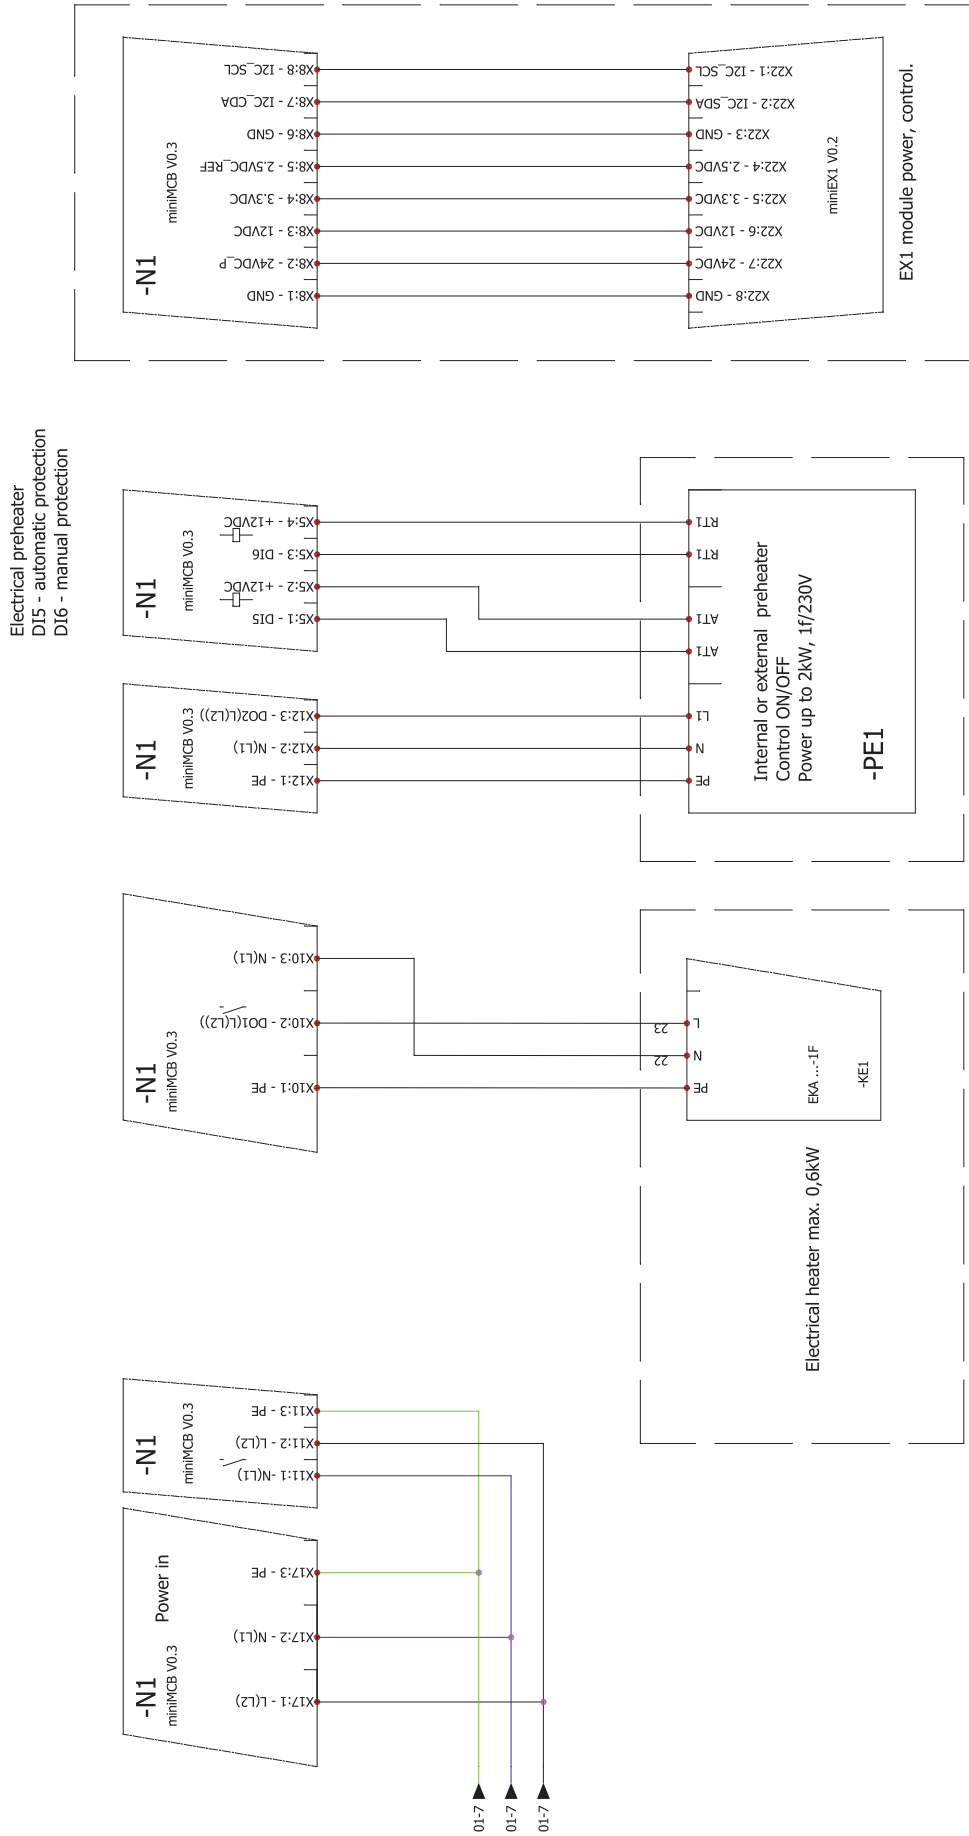 Electrical preheater
DI5 - automatic protection
DI6 - manual protection
-N1
miniMCB V0.3
Power in
X17:1 - L(L2)
X17:2 - N(L1)
X17:3 - PE
-N1
miniMCB V0.3
X11:1 -N(L1)
X11:2 - L(L2)
X11:3 - PE
01-7
01-7
01-7
-N1
miniMCB V0.3
X10:1 - PE
X10:2 - DO1(L(L2))
X10:3 - N(L1)
22
23
PE
N
L
EKA ...-1F
-KE1
Electrical heater max. 0,6kW
-N1
miniMCB V0.3
X12:1 - PE
X12:2 - N(L1)
X12:3 - DO2(L(L2))
-N1
miniMCB V0.3
X5:1 - DI5
X5:2 - +12VDC
X5:3 - DI6
X5:4 - +12VDC
PE
N
L1
AT1
AT1
RT1
RT1
Internal or external preheater
Control ON/OFF
Power up to 2kW, 1f/230V
-PE1
-N1
miniMCB V0.3
X8:1 - GND
X8:2 - 24VDC_P
X8:3 - 12VDC
X8:4 - 3.3VDC
X8:5 - 2.5VDC_REF
X8:6 - GND
X8:7 - I2C_CDA
X8:8 - I2C_SCL
X22:8 - GND
X22:7 - 24VDC
X22:6 - 12VDC
X22:5 - 3.3VDC
X22:4 - 2.5VDC
X22:3 - GND
X22:2 - I2C_SDA
X22:1 - I2C_SCL
miniEX1 V0.2
EX1 module power, control.